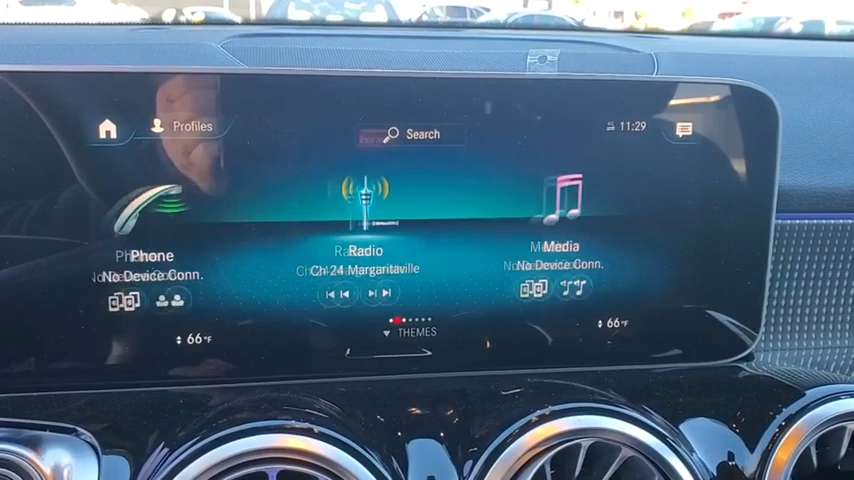 Profiles
Search
11:29
Phone
No Device Conn.
Radio
Ch 24 Margaritaville
Media
No Device Conn.
66°F
THEMES
66°F